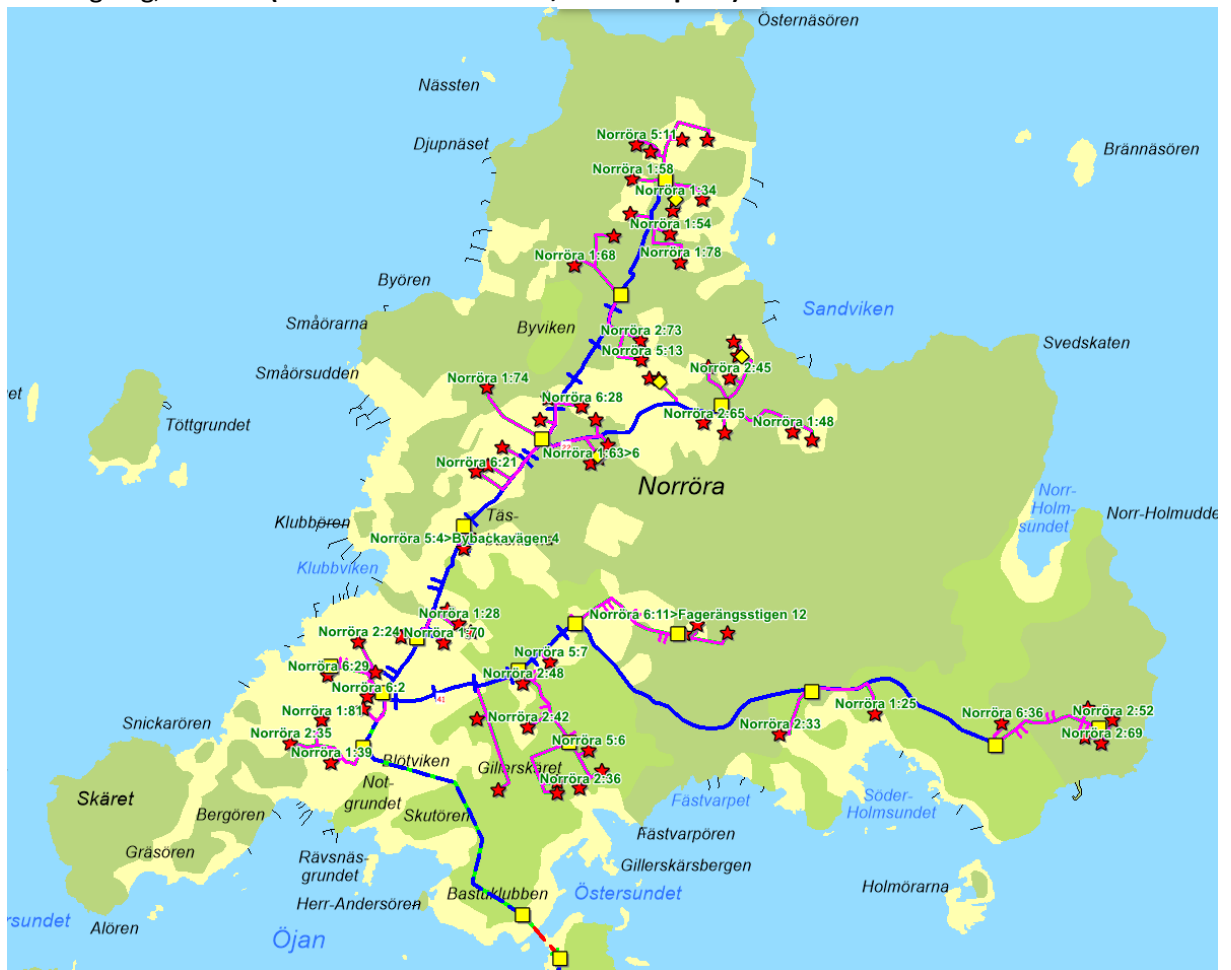 Östernäsören
Nässten
Norröra 5:11
Djupnäset
Brännäsören
Norröra 1:58
Norröra 1:34
Norröra 1:54
Norröra 1:68
Norröra 1:78
Byören
Sandviken
Småörarna
Byviken
Norröra 2:73
Svedskaten
Norröra 5:13
Småörsudden
Norröra 2:45
Norröra 1:74
et
Norröra 6:28
Töttgrundet
Norröra 2:65
Norröra 1:48
Norröra 1:63>6
Norröra 6:21
Norröra
Norr-
Holm-
sundet
Norr-Holmudde
Klubbören
Täs-
Norröra 5:4>Bybackavägen 4
Klubbviken
Norröra 1:28
Norröra 6:11>Fagerängsstigen 12
Norröra 2:24
Norröra 1:70
Norröra 5:7
Norröra 6:29
Norröra 2:48
Norröra 6:2
41
Norröra 1:81
Norröra 1:25
Norröra 6:36
Norröra 2:52
Snickarören
Norröra 2:42
Norröra 2:33
Norröra 2:35
Norröra 5:6
Norröra 2:69
Norröra 1:39
Blötviken
Gillerskäret
Norröra 2:36
Not-
grundet
Skäret
Bergören
Skutören
Fästvarpet
Söder-
Holmsundet
Fästvarpören
Gräsören
Rävsnäs-
grundet
Gillerskärsbergen
Holmörarna
Bastuklubben
Östersundet
Herr-Andersören
rsundet
Alören
Öjan